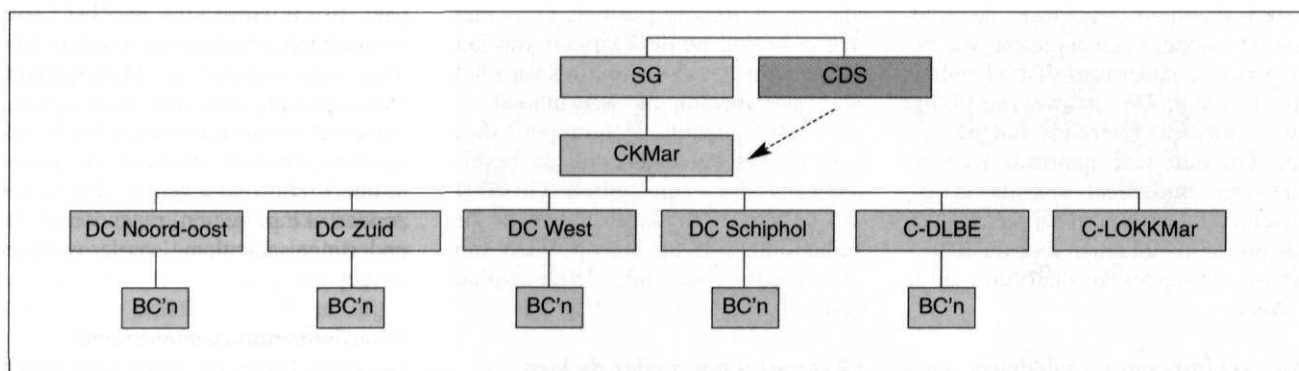 SG CDS
CKMar
DC Noord-oost DC Zuid DC West DC Schiphol C-DLBE C-LOKKMar
BC'n BC'n BC'n BC'n BC'n